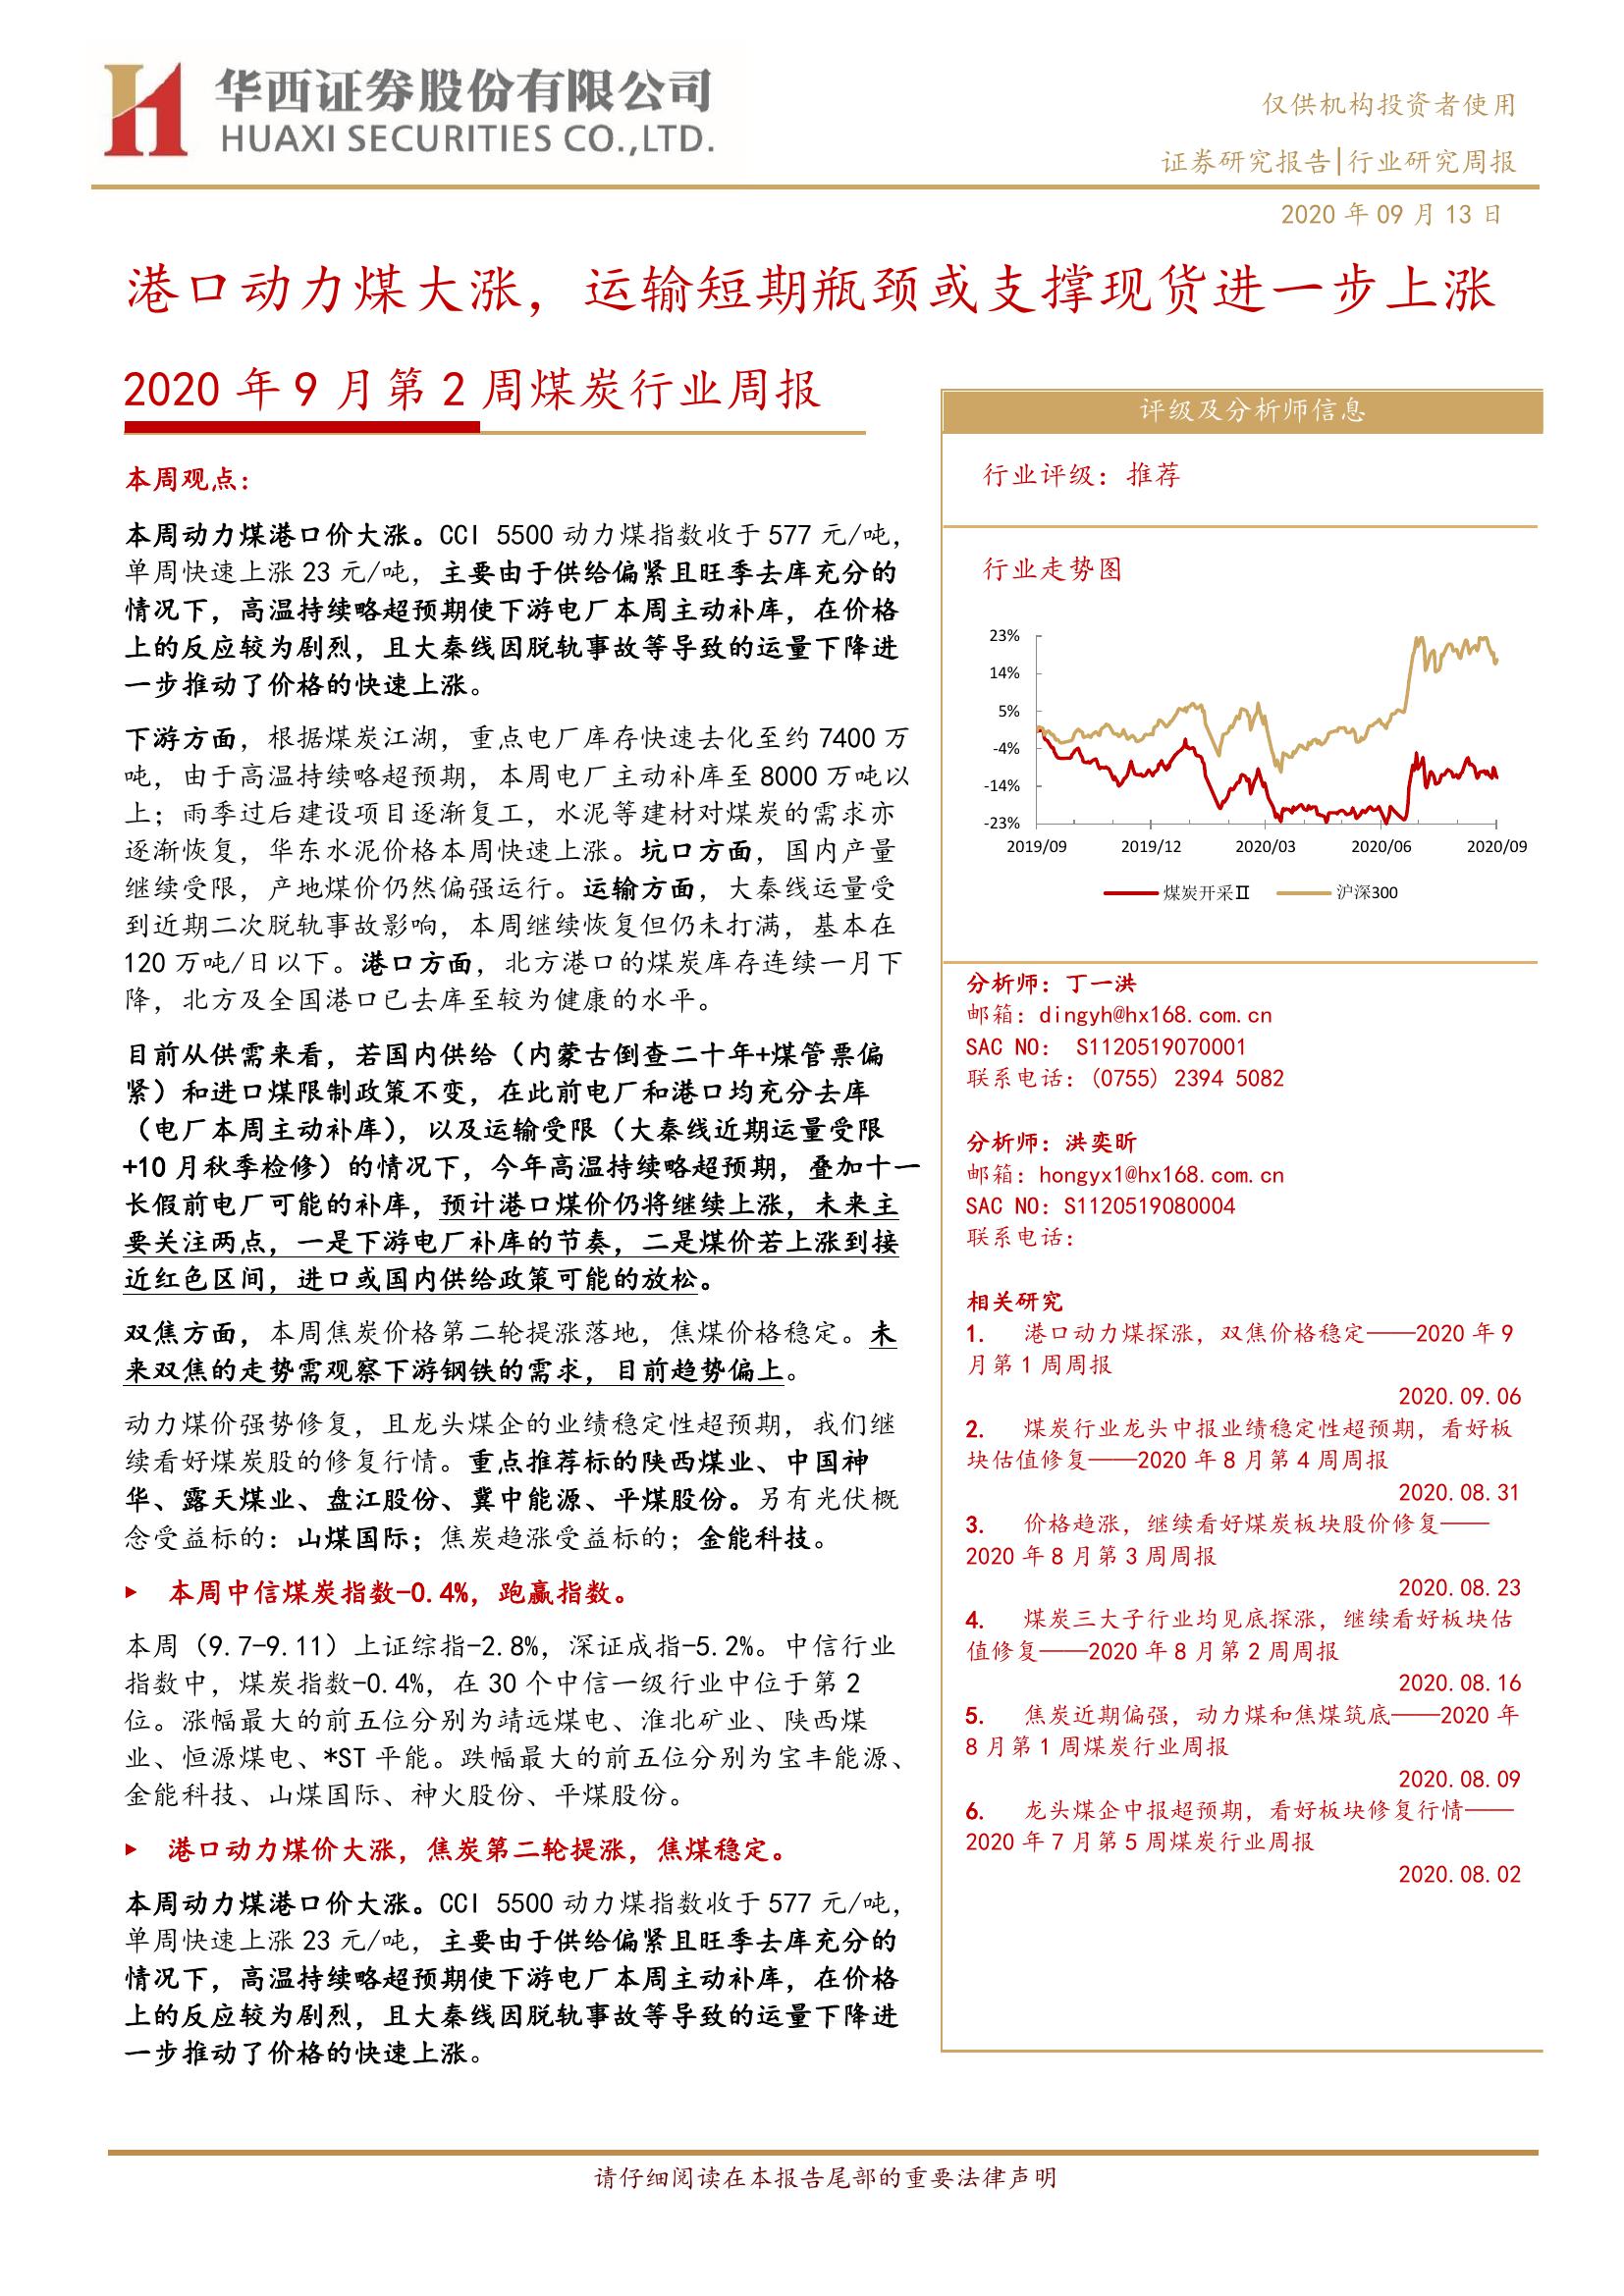 华西证券股份有限公司
HUAXI SECURITIES CO.,LTD.
仅供机构投资者使用
证券研究报告|行业研究周报
2020 年 09 月 13 日
港口动力煤大涨，运输短期瓶颈或支撑现货进一步上涨
2020 年 9 月第 2 周煤炭行业周报
本周观点：
本周动力煤港口价大涨。CCI 5500 动力煤指数收于 577 元/吨，
单周快速上涨 23 元/吨，主要由于供给偏紧且旺季去库充分的
情况下，高温持续略超预期使下游电厂本周主动补库，在价格
上的反应较为剧烈，且大秦线因脱轨事故等导致的运量下降进
一步推动了价格的快速上涨。
下游方面，根据煤炭江湖，重点电厂库存快速去化至约 7400 万
吨，由于高温持续略超预期，本周电厂主动补库至 8000 万吨以
上；雨季过后建设项目逐渐复工，水泥等建材对煤炭的需求亦
逐渐恢复，华东水泥价格本周快速上涨。坑口方面，国内产量
继续受限，产地煤价仍然偏强运行。运输方面，大秦线运量受
到近期二次脱轨事故影响，本周继续恢复但仍未打满，基本在
120 万吨/日以下。港口方面，北方港口的煤炭库存连续一月下
降，北方及全国港口已去库至较为健康的水平。
目前从供需来看，若国内供给（内蒙古倒查二十年+煤管票偏
紧）和进口煤限制政策不变，在此前电厂和港口均充分去库
（电厂本周主动补库），以及运输受限（大秦线近期运量受限
+10 月秋季检修）的情况下，今年高温持续略超预期，叠加十一
长假前电厂可能的补库，预计港口煤价仍将继续上涨，未来主
要关注两点，一是下游电厂补库的节奏，二是煤价若上涨到接
近红色区间，进口或国内供给政策可能的放松。
双焦方面，本周焦炭价格第二轮提涨落地，焦煤价格稳定。未
来双焦的走势需观察下游钢铁的需求，目前趋势偏上。
动力煤价强势修复，且龙头煤企的业绩稳定性超预期，我们继
续看好煤炭股的修复行情。重点推荐标的陕西煤业、中国神
华、露天煤业、盘江股份、冀中能源、平煤股份。另有光伏概
念受益标的：山煤国际；焦炭趋涨受益标的；金能科技。
▶ 本周中信煤炭指数-0.4%，跑赢指数。
本周（9.7-9.11）上证综指-2.8%，深证成指-5.2%。中信行业
指数中，煤炭指数-0.4%，在 30 个中信一级行业中位于第 2
位。涨幅最大的前五位分别为靖远煤电、淮北矿业、陕西煤
业、恒源煤电、*ST 平能。跌幅最大的前五位分别为宝丰能源、
金能科技、山煤国际、神火股份、平煤股份。
▶ 港口动力煤价大涨，焦炭第二轮提涨，焦煤稳定。
本周动力煤港口价大涨。CCI 5500 动力煤指数收于 577 元/吨，
单周快速上涨 23 元/吨，主要由于供给偏紧且旺季去库充分的
情况下，高温持续略超预期使下游电厂本周主动补库，在价格
上的反应较为剧烈，且大秦线因脱轨事故等导致的运量下降进
一步推动了价格的快速上涨。
评级及分析师信息
行业评级：推荐
行业走势图
23%
14%
5%
-4%
-14%
-23%
2019/09 2019/12 2020/03 2020/06 2020/09
煤炭开采Ⅱ 沪深300
分析师：丁一洪
邮箱：dingyh@hx168.com.cn
SAC NO： S1120519070001
联系电话：(0755) 2394 5082
分析师：洪奕昕
邮箱：hongyx1@hx168.com.cn
SAC NO：S1120519080004
联系电话：
相关研究
1. 港口动力煤探涨，双焦价格稳定——2020 年 9
月第 1 周周报
2020.09.06
2. 煤炭行业龙头中报业绩稳定性超预期，看好板
块估值修复——2020 年 8 月第 4 周周报
2020.08.31
3. 价格趋涨，继续看好煤炭板块股价修复——
2020 年 8 月第 3 周周报
2020.08.23
4. 煤炭三大子行业均见底探涨，继续看好板块估
值修复——2020 年 8 月第 2 周周报
2020.08.16
5. 焦炭近期偏强，动力煤和焦煤筑底——2020 年
8 月第 1 周煤炭行业周报
2020.08.09
6. 龙头煤企中报超预期，看好板块修复行情——
2020 年 7 月第 5 周煤炭行业周报
2020.08.02
请仔细阅读在本报告尾部的重要法律声明